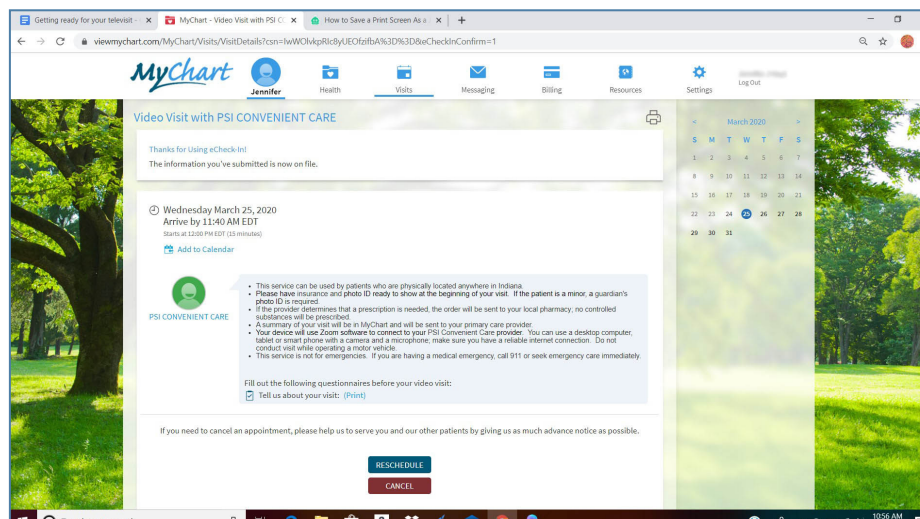 Getting ready for your televisit -
MyChart - Video Visit with PSI CO
How to Save a Print Screen As a
viewmychart.com/MyChart/Visits/VisitDetails?csn=IwWOlvkpRlc8yUEOfzifbA%3D%3D&eCheckInConfirm=1
MyChart
Jennifer
Health
Visits
Messaging
Billing
Resources
Settings
Log Out
Video Visit with PSI CONVENIENT CARE
Thanks for Using eCheck-In!
The information you've submitted is now on file.
Wednesday March 25, 2020
Arrive by 11:40 AM EDT
Starts at 12:00 PM EDT (15 minutes)
Add to Calendar
PSI CONVENIENT CARE
• This service can be used by patients who are physically located anywhere in Indiana.
• Please have insurance and photo ID ready to show at the beginning of your visit. If the patient is a minor, a guardian's
photo ID is required.
• If the provider determines that a prescription is needed, the order will be sent to your local pharmacy; no controlled
substances will be prescribed.
• A summary of your visit will be in MyChart and will be sent to your primary care provider.
• Your device will use Zoom software to connect to your PSI Convenient Care provider. You can use a desktop computer,
tablet or smart phone with a camera and a microphone; make sure you have a reliable internet connection. Do not
conduct visit while operating a motor vehicle.
• This service is not for emergencies. If you are having a medical emergency, call 911 or seek emergency care immediately.
Fill out the following questionnaires before your video visit:
Tell us about your visit: (Print)
If you need to cancel an appointment, please help us to serve you and our other patients by giving us as much advance notice as possible.
RESCHEDULE
CANCEL
< March 2020 >
S M T W T F S
1 2 3 4 5 6 7
8 9 10 11 12 13 14
15 16 17 18 19 20 21
22 23 24 25 26 27 28
29 30 31
10:56 AM